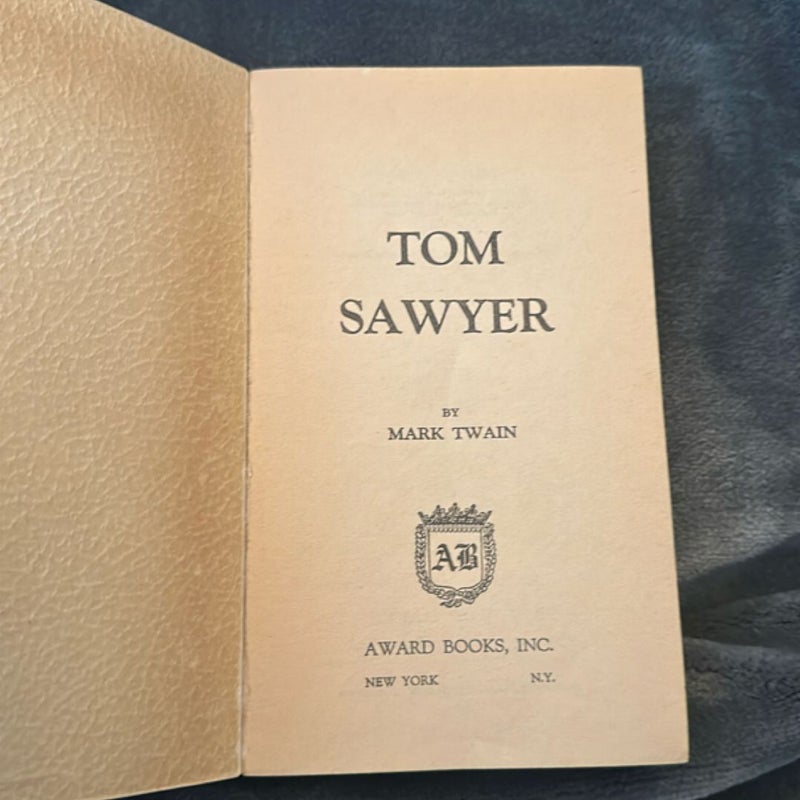 TOM
SAWYER
BY
MARK TWAIN
AB
AWARD BOOKS, INC.
NEW YORK N.Y.